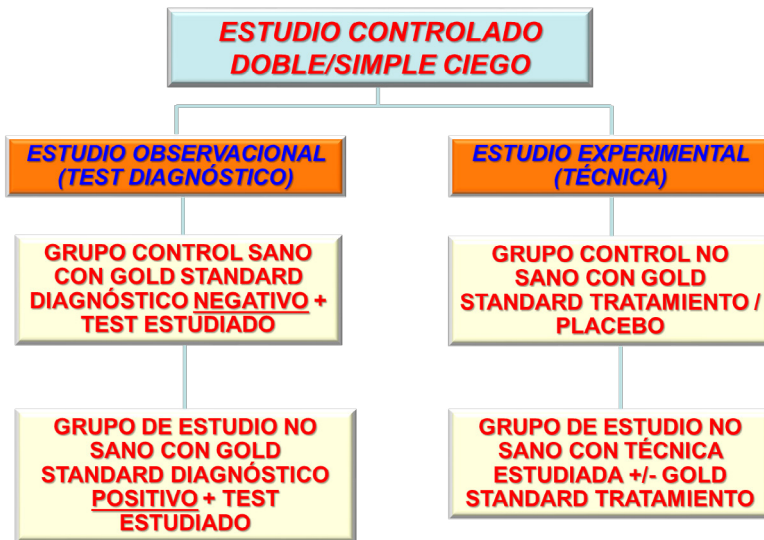 ESTUDIO CONTROLADO
DOBLE/SIMPLE CIEGO
ESTUDIO OBSERVACIONAL
(TEST DIAGNÓSTICO)
ESTUDIO EXPERIMENTAL
(TÉCNICA)
GRUPO CONTROL SANO
CON GOLD STANDARD
DIAGNÓSTICO NEGATIVO +
TEST ESTUDIADO
GRUPO CONTROL NO
SANO CON GOLD
STANDARD TRATAMIENTO /
PLACEBO
GRUPO DE ESTUDIO NO
SANO CON GOLD
STANDARD DIAGNÓSTICO
POSITIVO + TEST
ESTUDIADO
GRUPO DE ESTUDIO NO
SANO CON TÉCNICA
ESTUDIADA +/- GOLD
STANDARD TRATAMIENTO